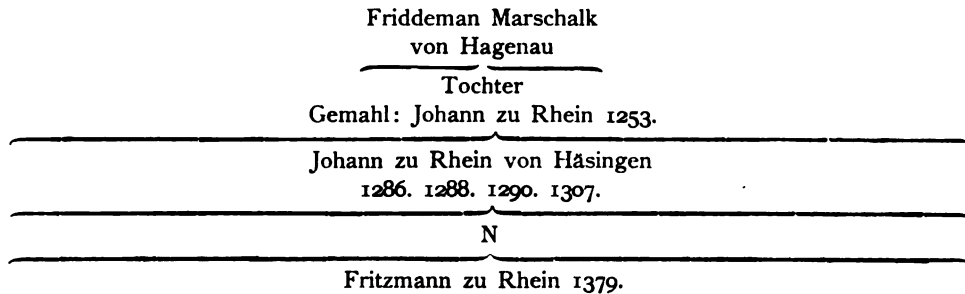 Friddeman Marschalk
von Hagenau
Tochter
Gemahl: Johann zu Rhein 1253.
Johann zu Rhein von Häsingen
1286. 1288. 1290. 1307.
N
Fritzmann zu Rhein 1379.